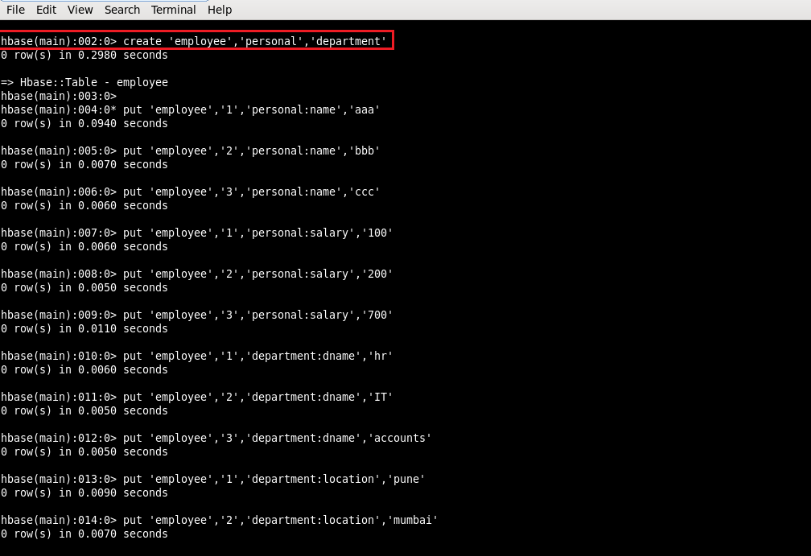 File Edit View Search Terminal Help
hbase(main):002:0> create 'employee','personal','department'
0 row(s) in 0.2980 seconds
=> Hbase::Table - employee
hbase(main):003:0>
hbase(main):004:0* put 'employee','1','personal:name','aaa'
0 row(s) in 0.0940 seconds
hbase(main):005:0> put 'employee','2','personal:name','bbb'
0 row(s) in 0.0070 seconds
hbase(main):006:0> put 'employee','3','personal:name','ccc'
0 row(s) in 0.0060 seconds
hbase(main):007:0> put 'employee','1','personal:salary','100'
0 row(s) in 0.0060 seconds
hbase(main):008:0> put 'employee','2','personal:salary','200'
0 row(s) in 0.0050 seconds
hbase(main):009:0> put 'employee','3','personal:salary','700'
0 row(s) in 0.0110 seconds
hbase(main):010:0> put 'employee','1','department:dname','hr'
0 row(s) in 0.0060 seconds
hbase(main):011:0> put 'employee','2','department:dname','IT'
0 row(s) in 0.0050 seconds
hbase(main):012:0> put 'employee','3','department:dname','accounts'
0 row(s) in 0.0050 seconds
hbase(main):013:0> put 'employee','1','department:location','pune'
0 row(s) in 0.0090 seconds
hbase(main):014:0> put 'employee','2','department:location','mumbai'
0 row(s) in 0.0070 seconds